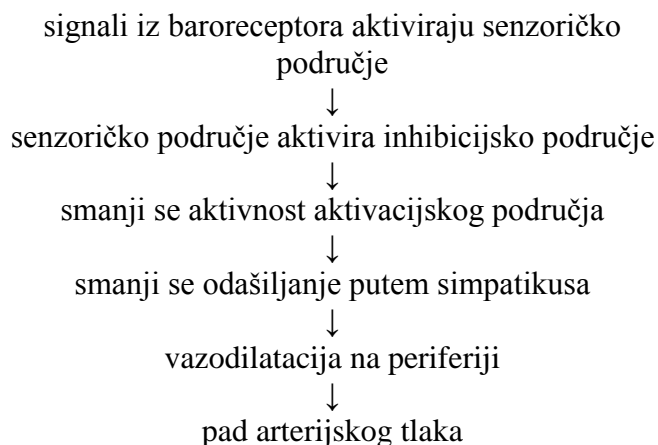 signali iz baroreceptora aktiviraju senzoričko
područje
↓
senzoričko područje aktivira inhibicijsko područje
↓
smanji se aktivnost aktivacijskog područja
↓
smanji se odašiljanje putem simpatikusa
↓
vazodilatacija na periferiji
↓
pad arterijskog tlaka